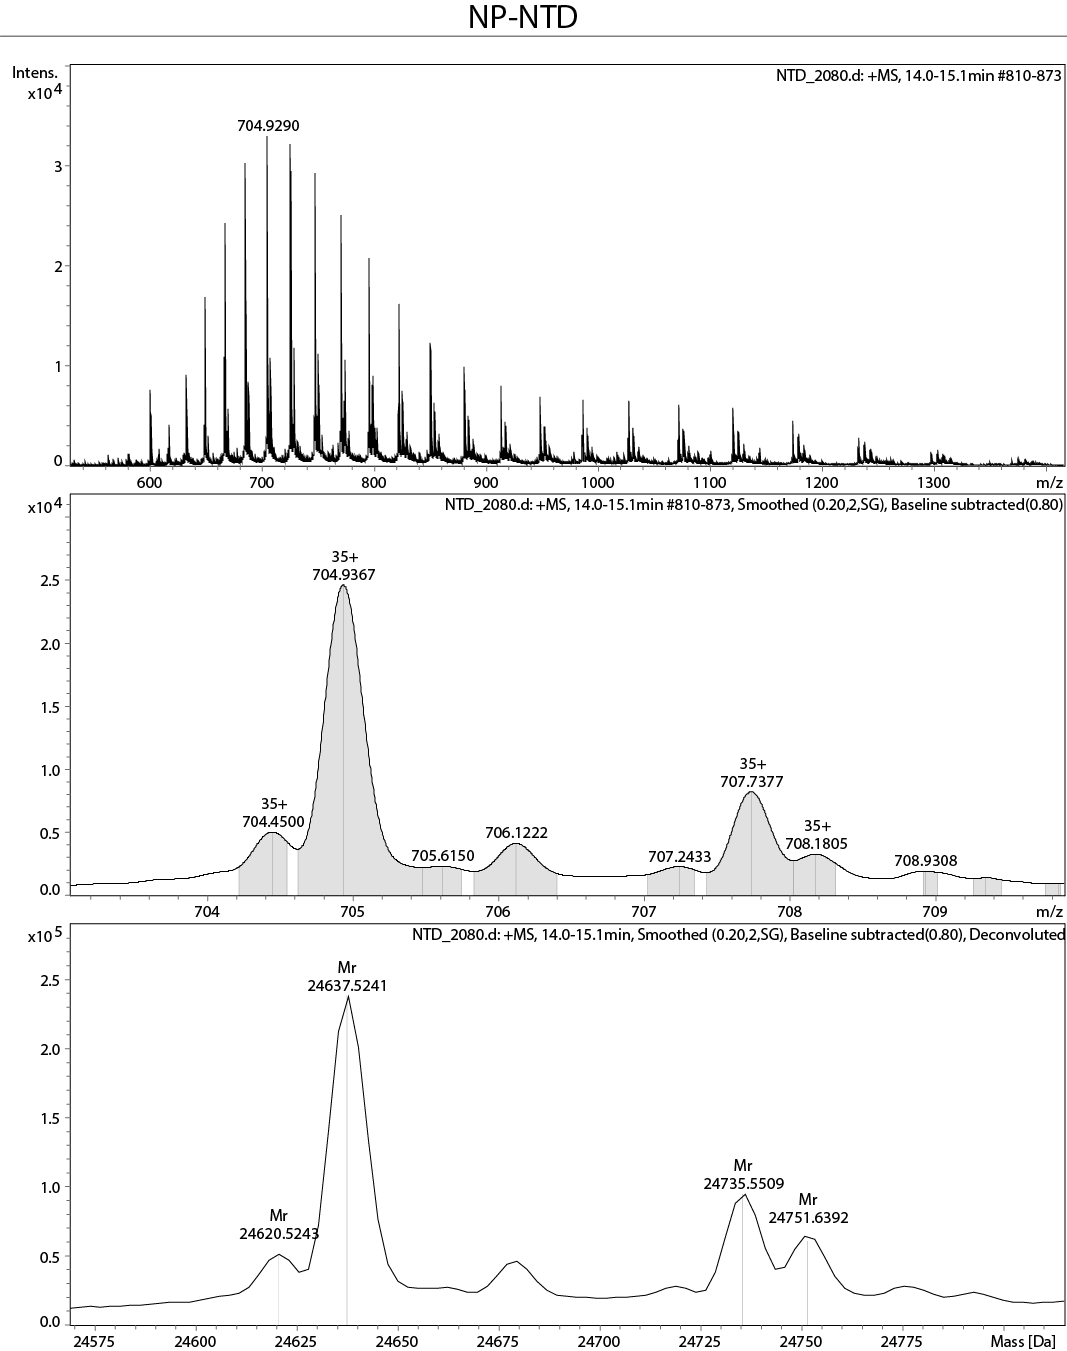 NP-NTD
Intens.
x10^4
NTD_2080.d: +MS, 14.0-15.1min #810-873
704.9290
3
2
1
0
600 700 800 900 1000 1100 1200 1300 m/z
x10^4
NTD_2080.d: +MS, 14.0-15.1min #810-873, Smoothed (0.20,2,SG), Baseline subtracted(0.80)
35+
704.9367
2.5
2.0
1.5
1.0
0.5
0.0
35+
707.7377
35+
704.4500
35+
708.1805
706.1222
705.6150
707.2433
708.9308
704 705 706 707 708 709 m/z
x10^5
NTD_2080.d: +MS, 14.0-15.1min, Smoothed (0.20,2,SG), Baseline subtracted(0.80), Deconvoluted
Mr
24637.5241
2.5
2.0
1.5
1.0
0.5
0.0
Mr
24735.5509
Mr
24751.6392
Mr
24620.5243
24575 24600 24625 24650 24675 24700 24725 24750 24775 Mass [Da]